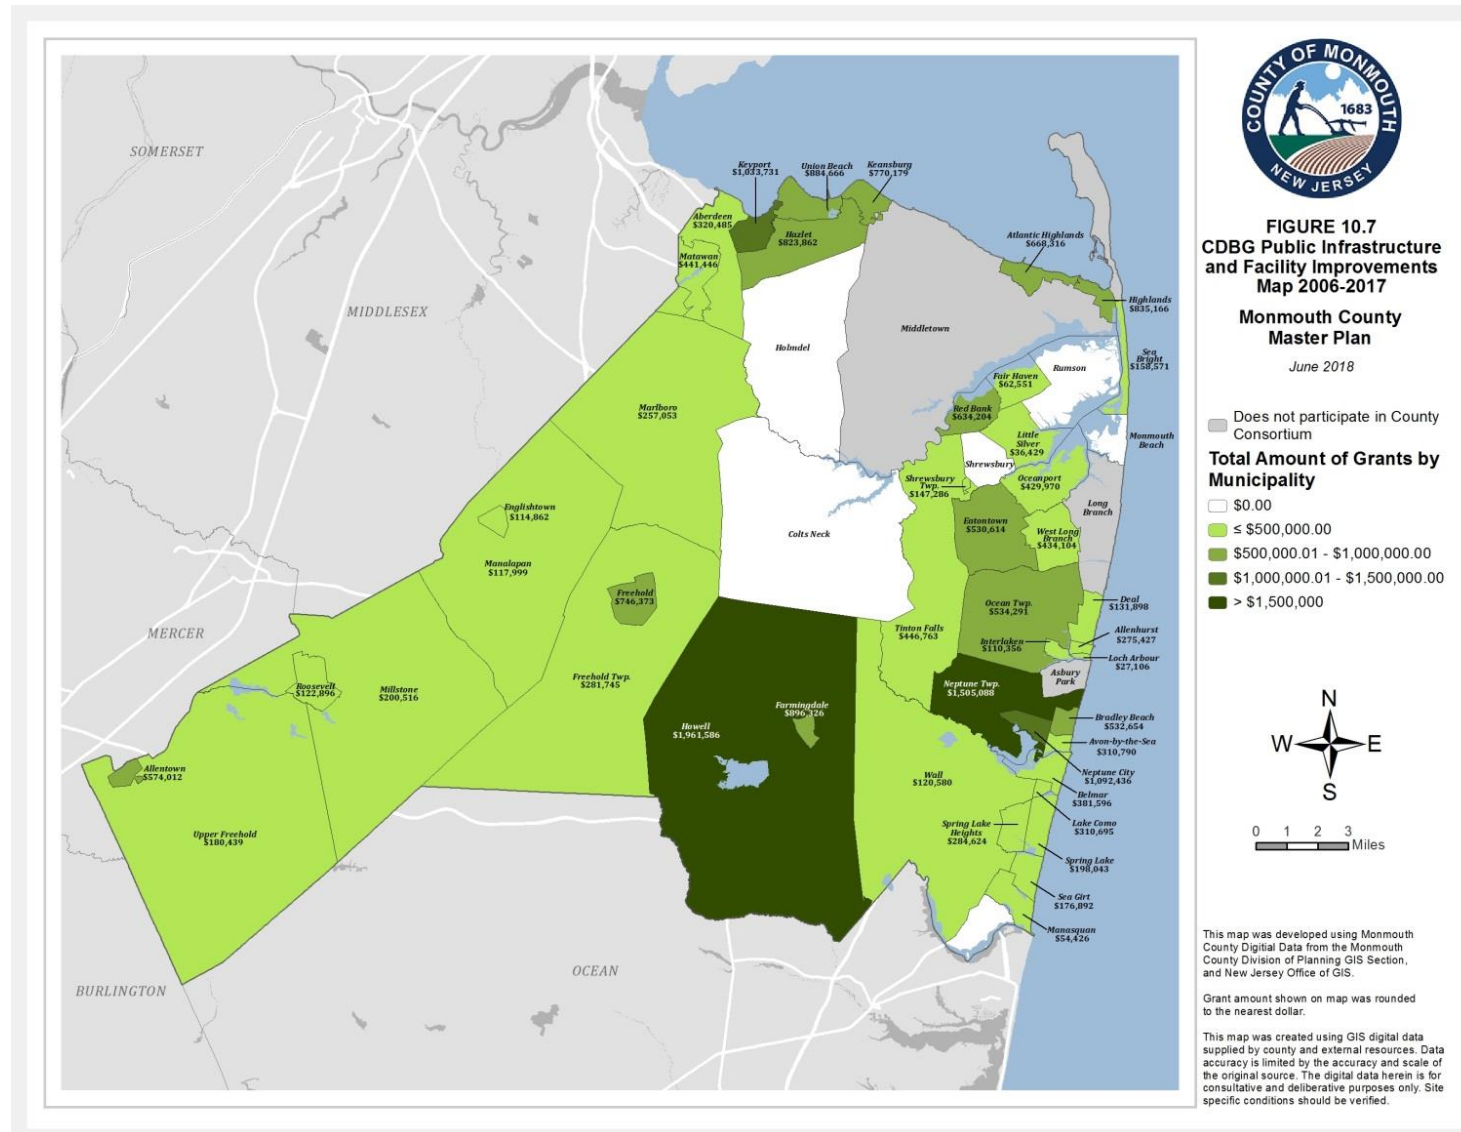 SOMERSET
MIDDLESEX
MERCER
BURLINGTON
OCEAN
Keyport
$1,033,731
Union Beach
$884,666
Keansburg
$770,179
Aberdeen
$320,485
Hazlet
$823,862
Matawan
$441,446
Atlantic Highlands
$668,316
Highlands
$835,166
Middletown
Holmdel
Sea
Bright
$158,571
Rumson
Fair Haven
$62,551
Red Bank
$634,204
Marlboro
$257,053
Little
Silver
$36,429
Monmouth
Beach
Shrewsbury
Shrewsbury
Twp.
$147,286
Oceanport
$429,970
Long
Branch
Englishtown
$114,862
Eatontown
$530,614
West Long
Branch
$434,104
Colts Neck
Manalapan
$117,999
Freehold
$746,373
Ocean Twp.
$534,291
Deal
$131,898
Tinton Falls
$446,763
Interlaken
$110,356
Allenhurst
$275,427
Loch Arbour
$27,106
Asbury
Park
Freehold Twp.
$281,745
Neptune Twp.
$1,505,088
Roosevelt
$122,896
Millstone
$200,516
Farmingdale
$896,326
Howell
$1,961,586
Bradley Beach
$532,654
Avon-by-the-Sea
$310,790
Neptune City
$1,092,436
Allentown
$574,012
Wall
$120,580
Belmar
$381,596
Lake Como
$310,695
Upper Freehold
$180,439
Spring Lake
Heights
$284,624
Spring Lake
$198,043
Sea Girt
$176,892
Manasquan
$54,426
COUNTY OF MONMOUTH
1683
NEW JERSEY
FIGURE 10.7
CDBG Public Infrastructure
and Facility Improvements
Map 2006-2017
Monmouth County
Master Plan
June 2018
Does not participate in County
Consortium
Total Amount of Grants by
Municipality
$0.00
≤ $500,000.00
$500,000.01 - $1,000,000.00
$1,000,000.01 - $1,500,000.00
> $1,500,000
N
W E
S
0 1 2 3
Miles
This map was developed using Monmouth
County Digitial Data from the Monmouth
County Division of Planning GIS Section,
and New Jersey Office of GIS.
Grant amount shown on map was rounded
to the nearest dollar.
This map was created using GIS digital data
supplied by county and external resources. Data
accuracy is limited by the accuracy and scale of
the original source. The digital data herein is for
consultative and deliberative purposes only. Site
specific conditions should be verified.